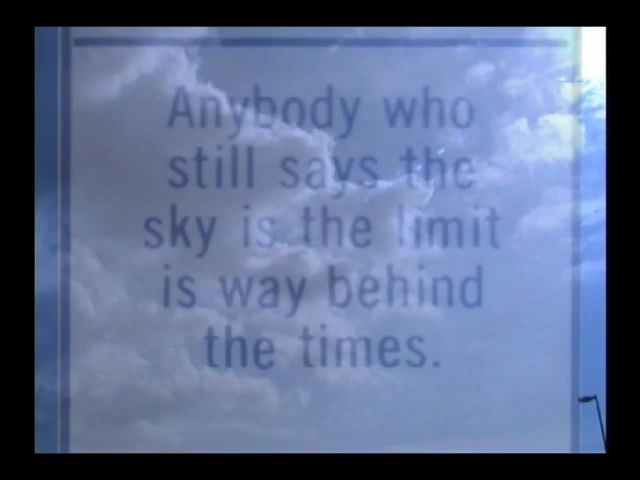 Anybody who
still says the
sky is the limit
is way behind
the times.